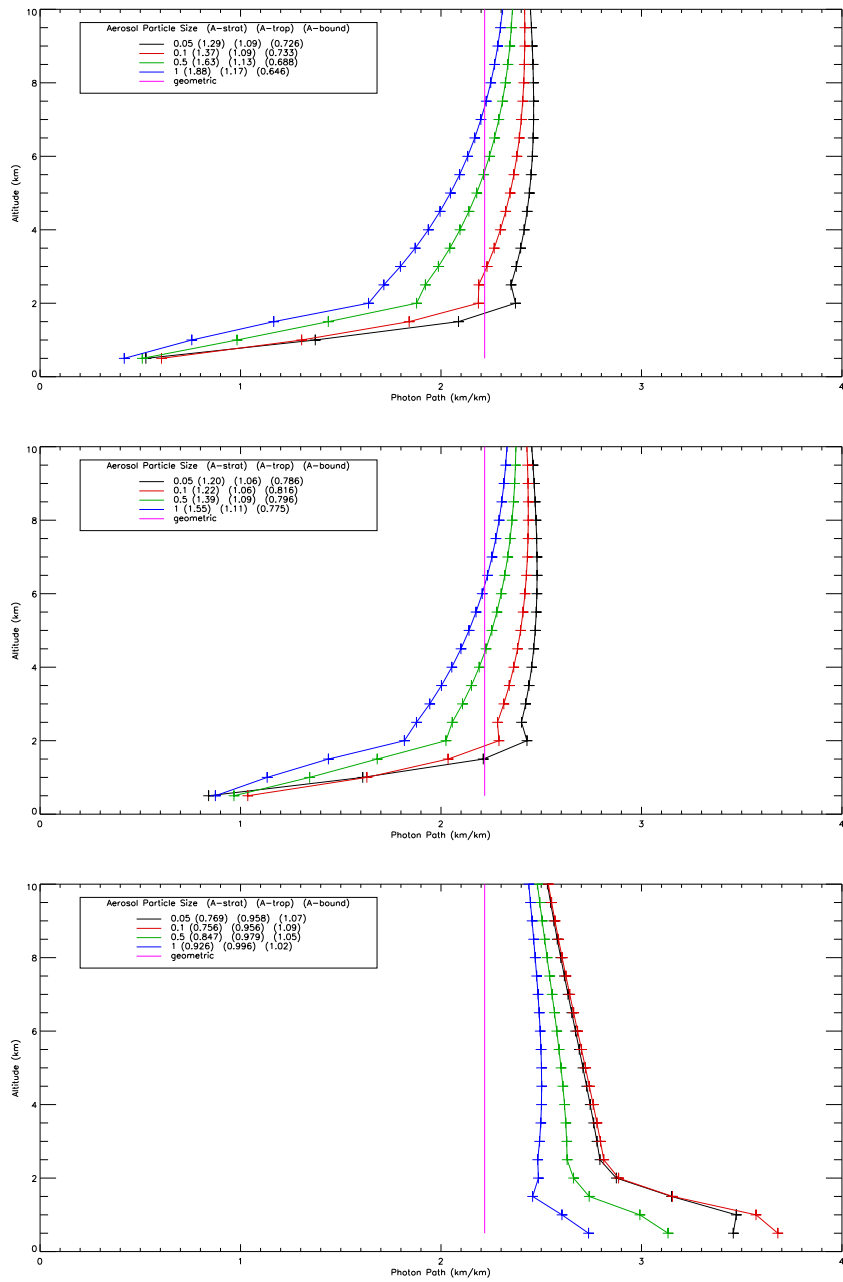 10
Aerosol Particle Size (A-strat) (A-trop) (A-bound)
0.05 (1.29) (1.09) (0.726)
0.1 (1.37) (1.09) (0.733)
0.5 (1.63) (1.13) (0.688)
1 (1.88) (1.17) (0.646)
geometric
8
6
Altitude (km)
4
2
0
0 1 2 3 4
Photon Path (km/km)
10
Aerosol Particle Size (A-strat) (A-trop) (A-bound)
0.05 (1.20) (1.06) (0.786)
0.1 (1.22) (1.06) (0.816)
0.5 (1.39) (1.09) (0.796)
1 (1.55) (1.11) (0.775)
geometric
8
6
Altitude (km)
4
2
0
0 1 2 3 4
Photon Path (km/km)
10
Aerosol Particle Size (A-strat) (A-trop) (A-bound)
0.05 (0.769) (0.958) (1.07)
0.1 (0.756) (0.956) (1.09)
0.5 (0.847) (0.979) (1.05)
1 (0.926) (0.996) (1.02)
geometric
8
6
Altitude (km)
4
2
0
0 1 2 3 4
Photon Path (km/km)